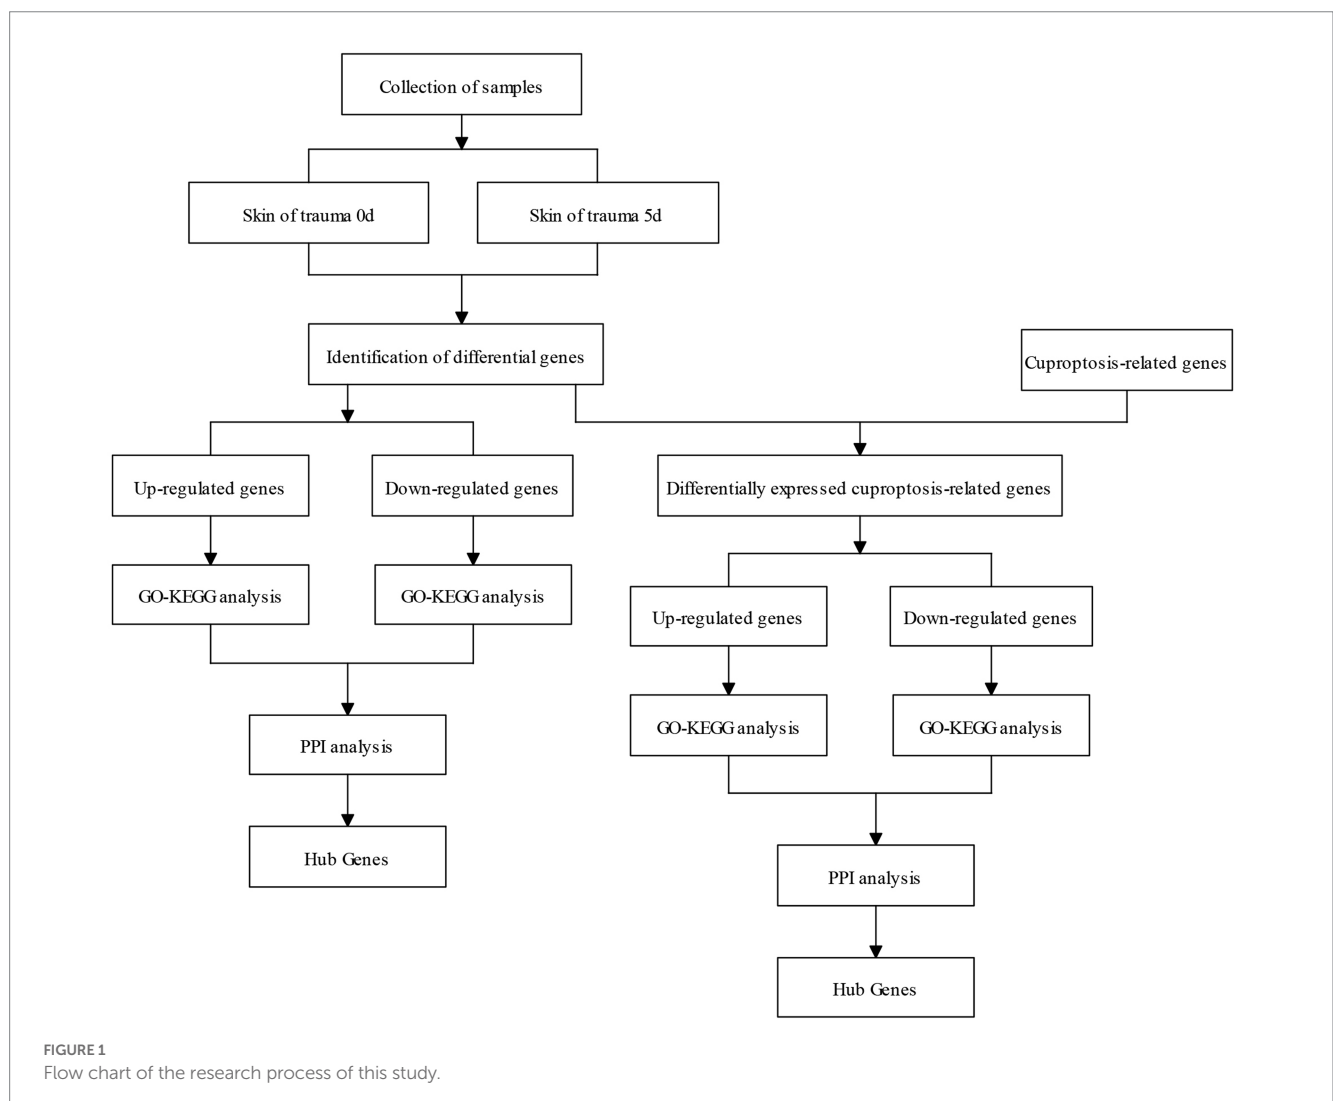 Collection of samples
Skin of trauma 0d
Skin of trauma 5d
Identification of differential genes
Cuproptosis-related genes
Up-regulated genes
Down-regulated genes
Differentially expressed cuproptosis-related genes
GO-KEGG analysis
GO-KEGG analysis
Up-regulated genes
Down-regulated genes
GO-KEGG analysis
GO-KEGG analysis
PPI analysis
Hub Genes
PPI analysis
Hub Genes
FIGURE 1
Flow chart of the research process of this study.